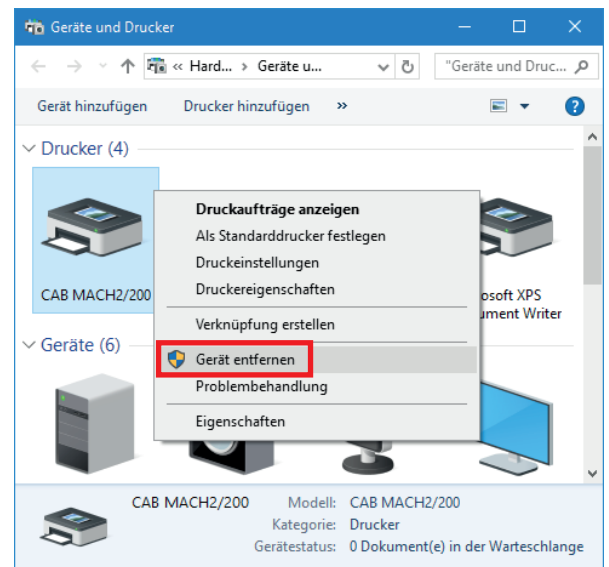 Geräte und Drucker
« Hard... › Geräte u...
"Geräte und Druc...
Gerät hinzufügen Drucker hinzufügen »
?
Drucker (4)
CAB MACH2/200
Druckaufträge anzeigen
Als Standarddrucker festlegen
Druckeinstellungen
Druckereigenschaften
Verknüpfung erstellen
Gerät entfernen
Problembehandlung
Eigenschaften
osoft XPS
ument Writer
Geräte (6)
CAB MACH2/200 Modell: CAB MACH2/200
Kategorie: Drucker
Gerätestatus: 0 Dokument(e) in der Warteschlange